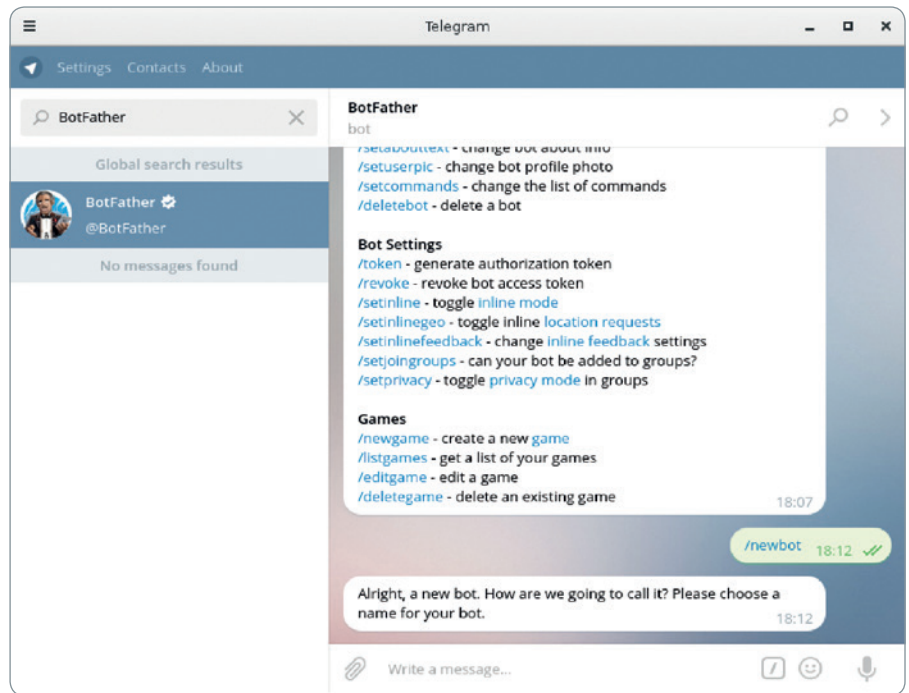 Telegram
Settings Contacts About
BotFather
Global search results
BotFather
@BotFather
No messages found
BotFather
bot
/setabouttext - change bot about info
/setuserpic - change bot profile photo
/setcommands - change the list of commands
/deletebot - delete a bot
Bot Settings
/token - generate authorization token
/revoke - revoke bot access token
/setinline - toggle inline mode
/setinlinegeo - toggle inline location requests
/setinlinefeedback - change inline feedback settings
/setjoingroups - can your bot be added to groups?
/setprivacy - toggle privacy mode in groups
Games
/newgame - create a new game
/listgames - get a list of your games
/editgame - edit a game
/deletegame - delete an existing game
18:07
/newbot 18:12
Alright, a new bot. How are we going to call it? Please choose a
name for your bot.
18:12
Write a message...